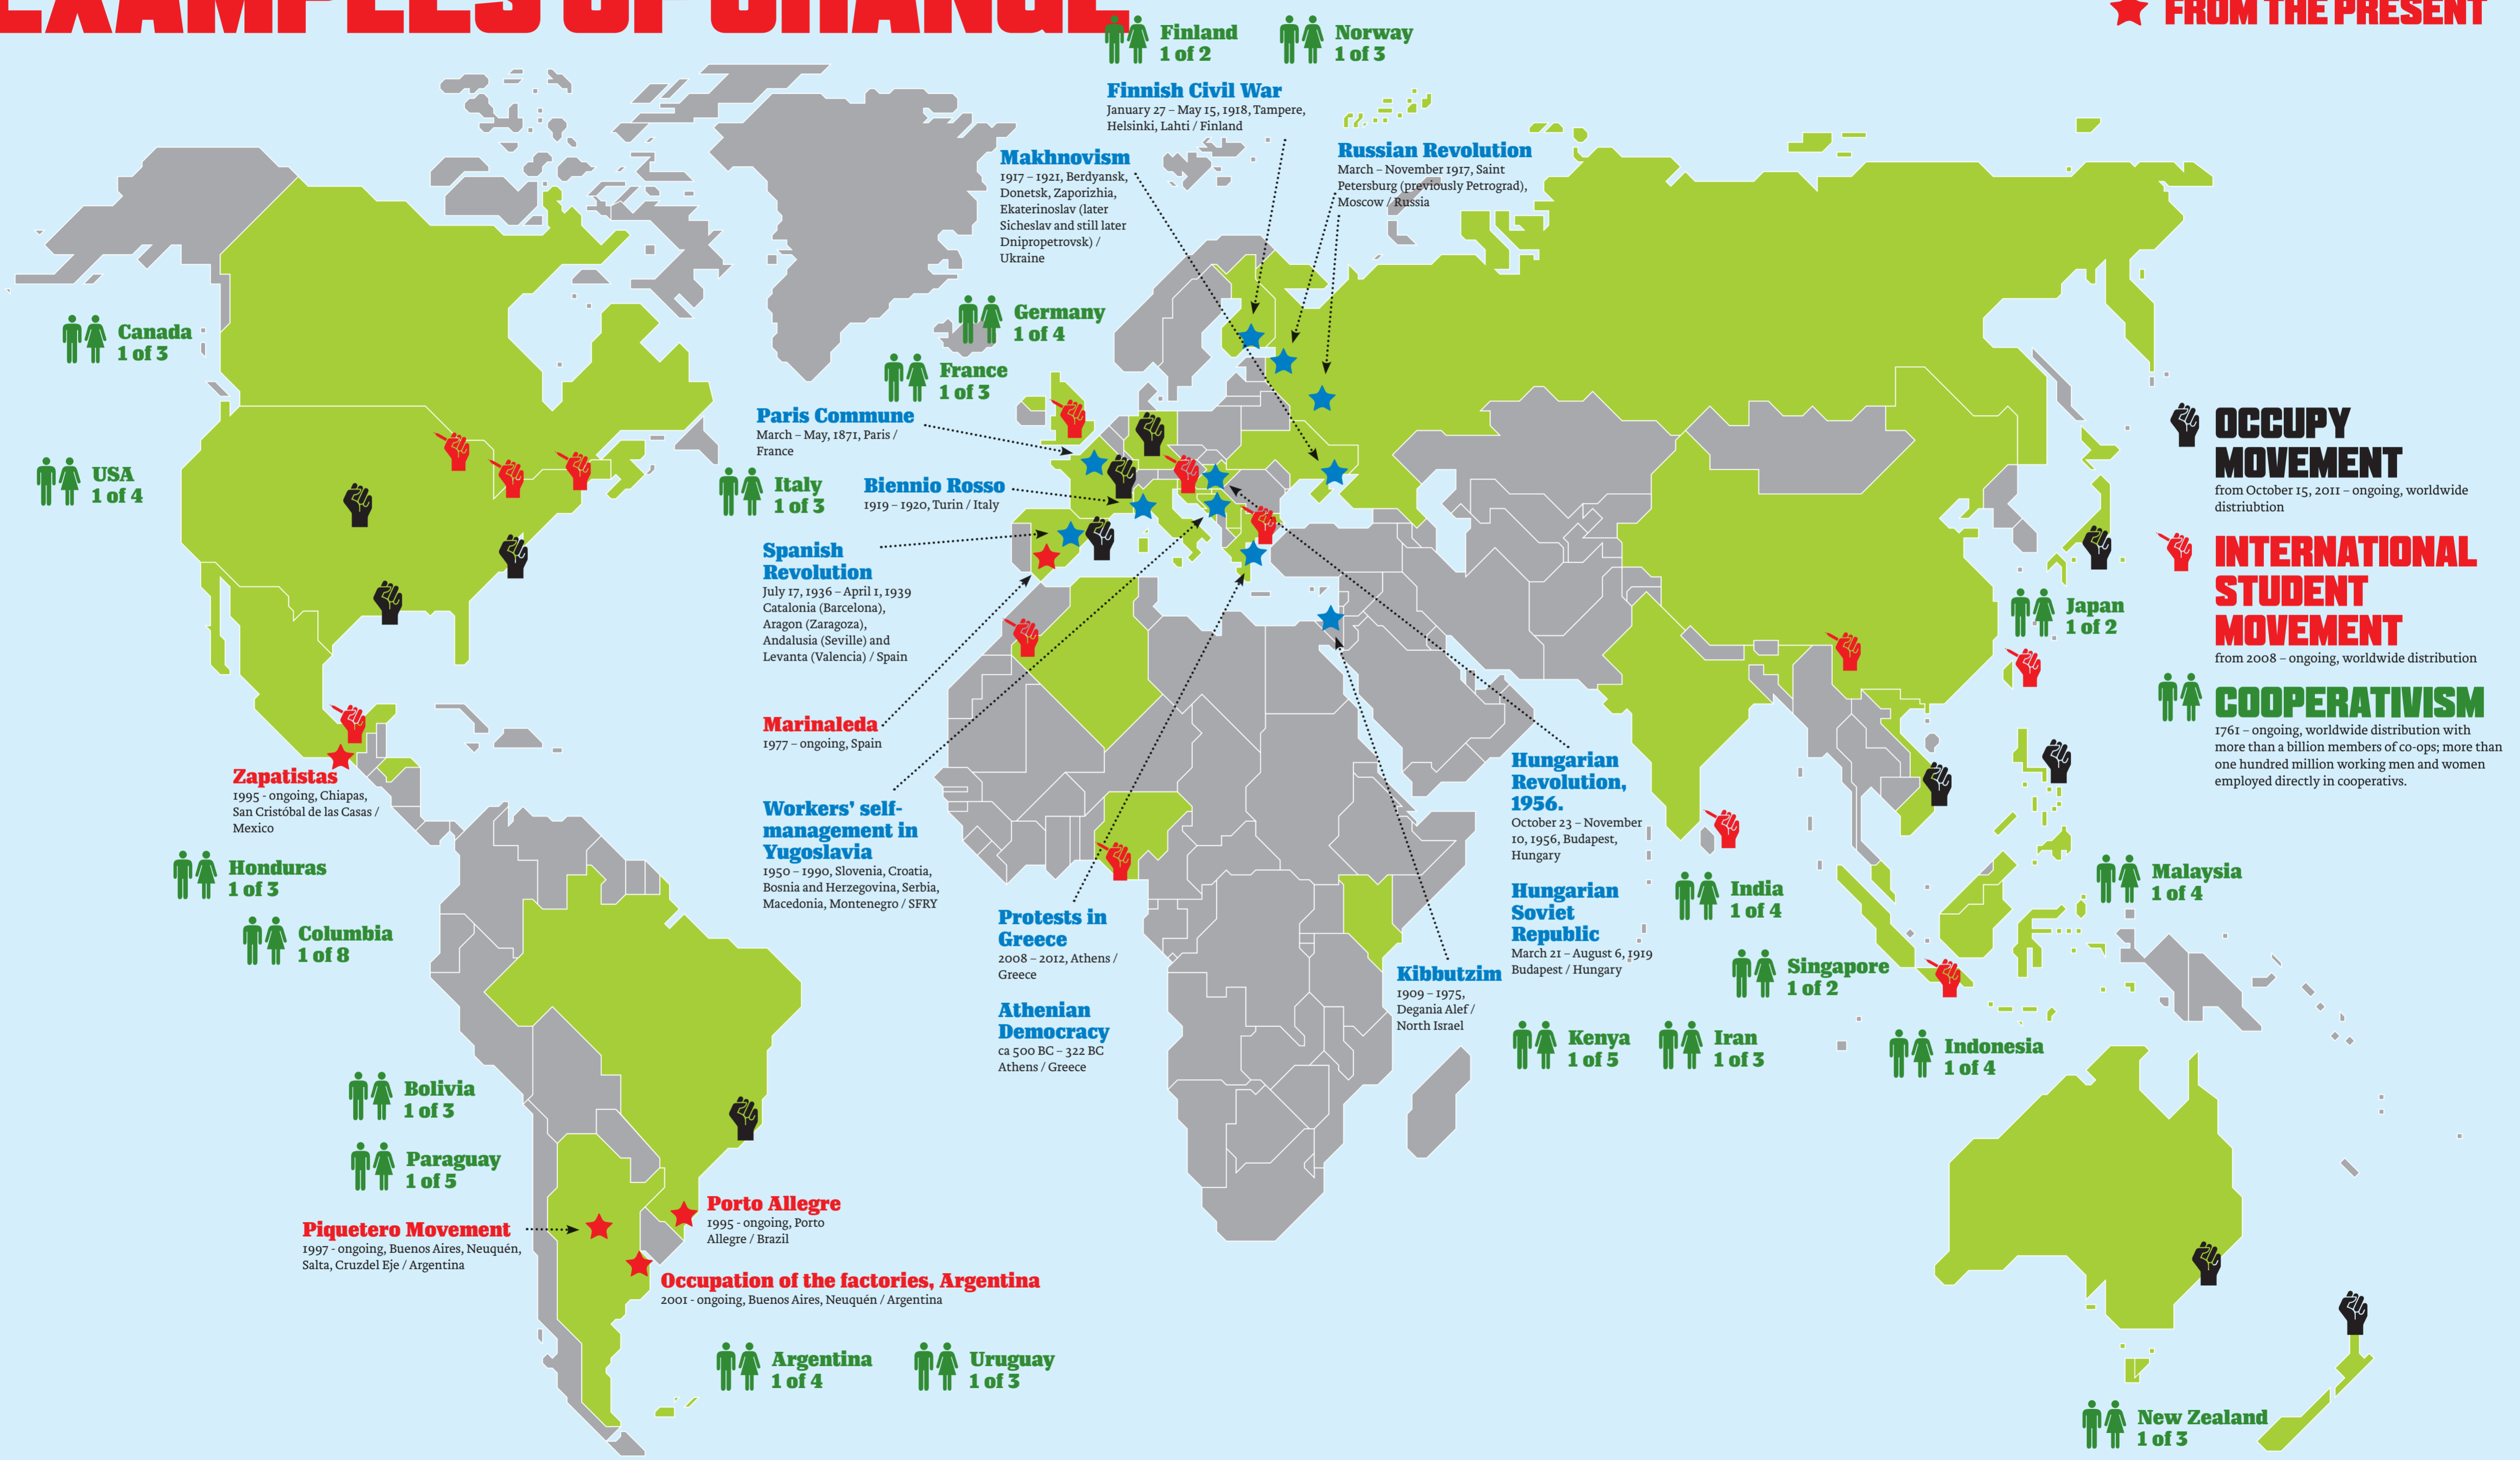 EXAMPLES OF CHANGE
FROM THE PRESENT
Finland
1 of 2
Norway
1 of 3
Finnish Civil War
January 27 – May 15, 1918, Tampere,
Helsinki, Lahti / Finland
Makhnovism
1917 – 1921, Berdyansk,
Donetsk, Zaporizhia,
Ekaterinoslav (later
Sicheslav and still later
Dnipropetrovsk) /
Ukraine
Russian Revolution
March – November 1917, Saint
Petersburg (previously Petrograd),
Moscow / Russia
Germany
1 of 4
Canada
1 of 3
France
1 of 3
Paris Commune
March – May, 1871, Paris /
France
USA
1 of 4
Italy
1 of 3
Biennio Rosso
1919 – 1920, Turin / Italy
Spanish
Revolution
July 17, 1936 – April 1, 1939
Catalonia (Barcelona),
Aragon (Zaragoza),
Andalusia (Seville) and
Levanta (Valencia) / Spain
Marinaleda
1977 – ongoing, Spain
Workers' self-
management in
Yugoslavia
1950 – 1990, Slovenia, Croatia,
Bosnia and Herzegovina, Serbia,
Macedonia, Montenegro / SFRY
Protests in
Greece
2008 – 2012, Athens /
Greece
Athenian
Democracy
ca 500 BC – 322 BC
Athens / Greece
Kibbutzim
1909 – 1975,
Degania Alef /
North Israel
Hungarian
Revolution,
1956.
October 23 – November
10, 1956, Budapest,
Hungary
Hungarian
Soviet
Republic
March 21 – August 6, 1919
Budapest / Hungary
OCCUPY
MOVEMENT
from October 15, 2011 – ongoing, worldwide
distriubtion
INTERNATIONAL
STUDENT
MOVEMENT
from 2008 – ongoing, worldwide distribution
COOPERATIVISM
1761 – ongoing, worldwide distribution with
more than a billion members of co-ops; more than
one hundred million working men and women
employed directly in cooperativs.
Japan
1 of 2
Malaysia
1 of 4
India
1 of 4
Singapore
1 of 2
Kenya
1 of 5
Iran
1 of 3
Indonesia
1 of 4
Zapatistas
1995 - ongoing, Chiapas,
San Cristóbal de las Casas /
Mexico
Honduras
1 of 3
Columbia
1 of 8
Bolivia
1 of 3
Paraguay
1 of 5
Piquetero Movement
1997 - ongoing, Buenos Aires, Neuquén,
Salta, Cruzdel Eje / Argentina
Porto Allegre
1995 - ongoing, Porto
Allegre / Brazil
Occupation of the factories, Argentina
2001 - ongoing, Buenos Aires, Neuquén / Argentina
Argentina
1 of 4
Uruguay
1 of 3
New Zealand
1 of 3